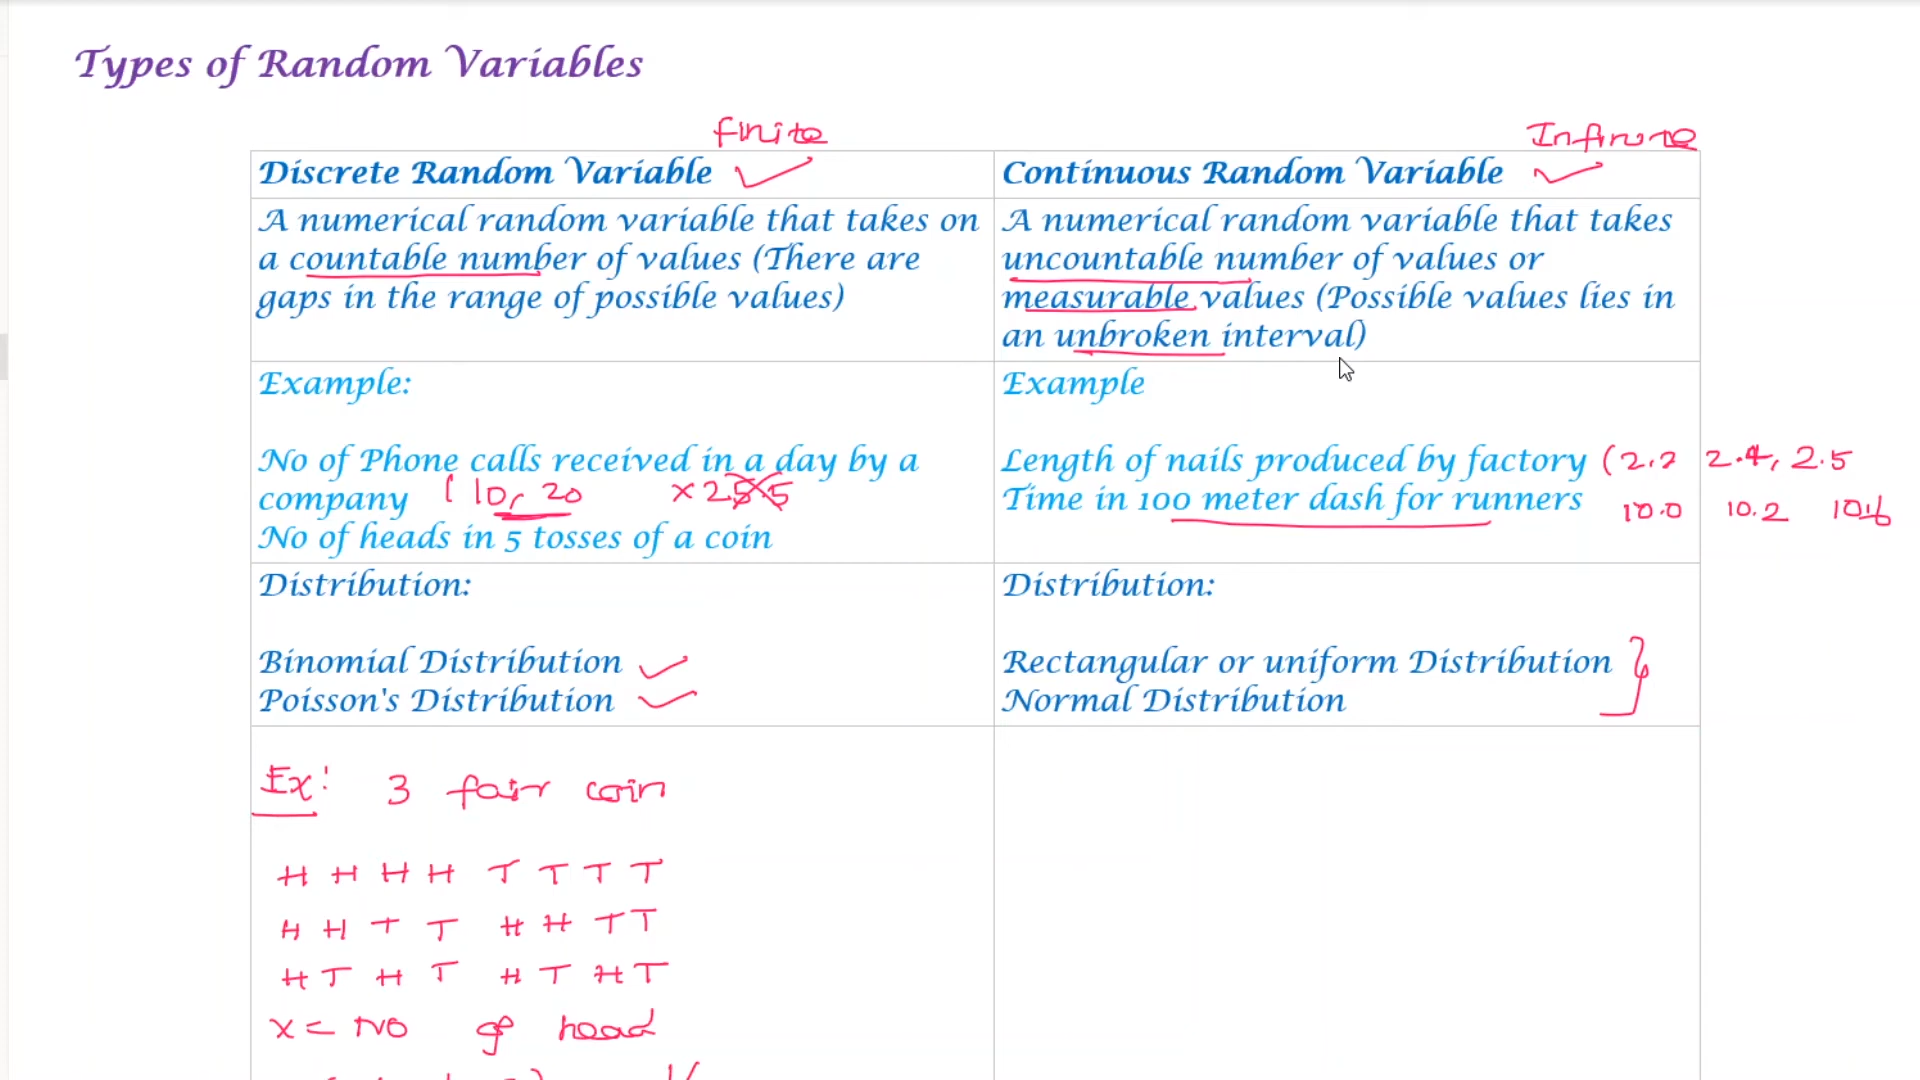 Types of Random Variables
Finite
Infinite
Discrete Random Variable
Continuous Random Variable
A numerical random variable that takes on
a countable number of values (There are
gaps in the range of possible values)
A numerical random variable that takes
uncountable number of values or
measurable values (Possible values lies in
an unbroken interval)
Example:
No of Phone calls received in a day by a
company ( 10, 20 × 25.5
No of heads in 5 tosses of a coin
Example
Length of nails produced by factory (2.2 2.4, 2.5
Time in 100 meter dash for runners 10.0 10.2 10.6
Distribution:
Binomial Distribution
Poisson's Distribution
Distribution:
Rectangular or uniform Distribution
Normal Distribution
Ex: 3 fair coin
H H H H T T T T
H H T T H H T T
H T H T H T H T
x = No of head